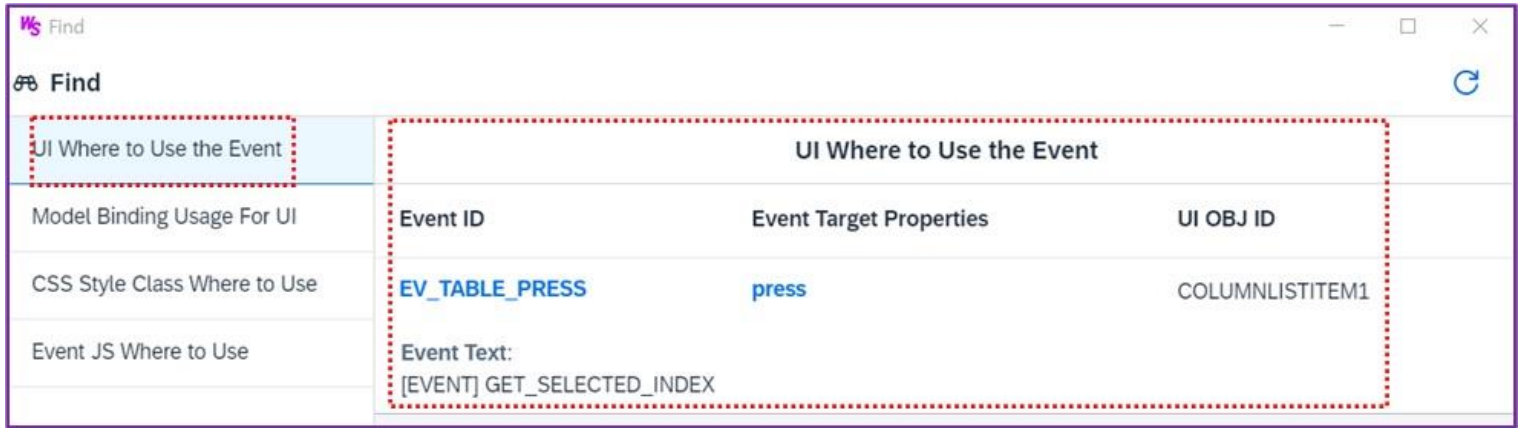 WS Find
Find
UI Where to Use the Event
Model Binding Usage For UI
CSS Style Class Where to Use
Event JS Where to Use
UI Where to Use the Event
Event ID Event Target Properties UI OBJ ID
EV_TABLE_PRESS press COLUMNLISTITEM1
Event Text:
[EVENT] GET_SELECTED_INDEX